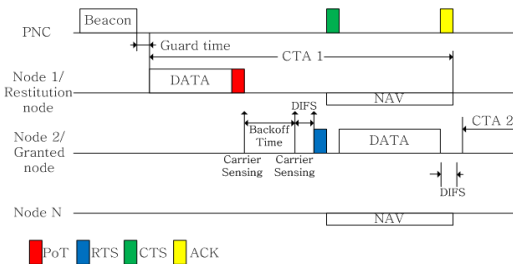 Beacon
PNC
Guard time
CTA 1
Node 1/
Restitution
node
DATA
NAV
DIFS
CTA 2
Node 2/
Granted
node
Backoff
Time
DATA
Carrier
Sensing
Carrier
Sensing
DIFS
Node N
NAV
PoT
RTS
CTS
ACK